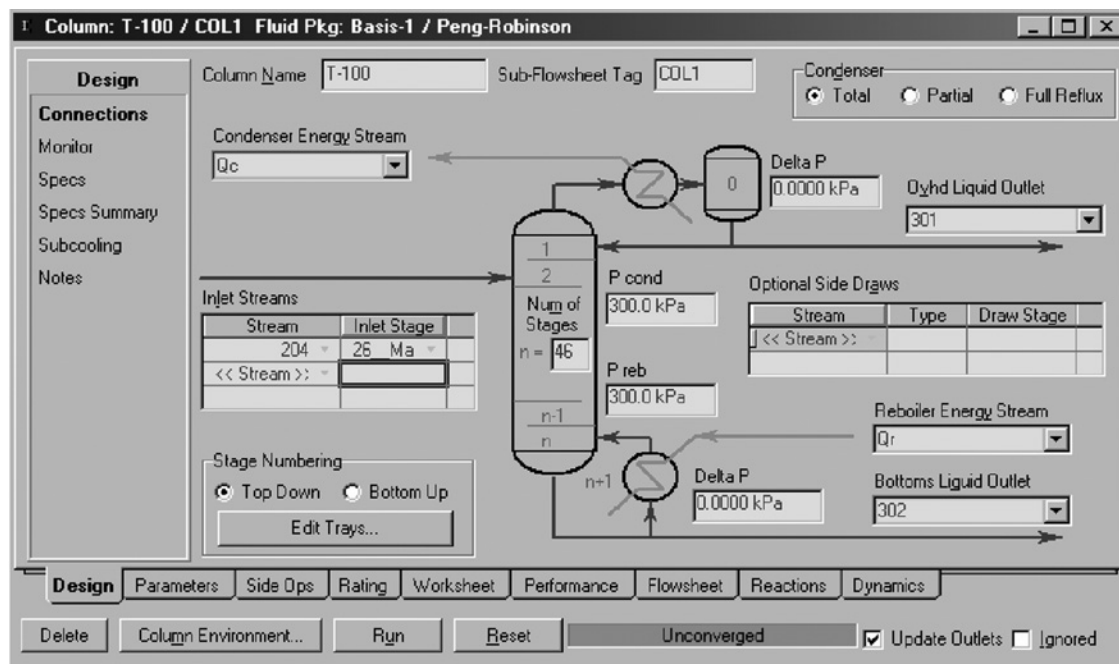 Column: T-100 / COL1 Fluid Pkg: Basis-1 / Peng-Robinson
Design
Connections
Monitor
Specs
Specs Summary
Subcooling
Notes
Column Name T-100 Sub-Flowsheet Tag COL1
Condenser
Total Partial Full Reflux
Condenser Energy Stream
Qc
0
Delta P
0.0000 kPa
Ovhd Liquid Outlet
301
1
2
Num of
Stages
n = 46
n-1
n
n+1
P cond
300.0 kPa
P reb
300.0 kPa
Inlet Streams
Stream Inlet Stage
204 26__Ma
<< Stream >>
Optional Side Draws
Stream Type Draw Stage
<< Stream >>
Stage Numbering
Top Down Bottom Up
Edit Trays...
Delta P
0.0000 kPa
Reboiler Energy Stream
Qr
Bottoms Liquid Outlet
302
Design Parameters Side Ops Rating Worksheet Performance Flowsheet Reactions Dynamics
Delete Column Environment... Run Reset Unconverged Update Outlets Ignored